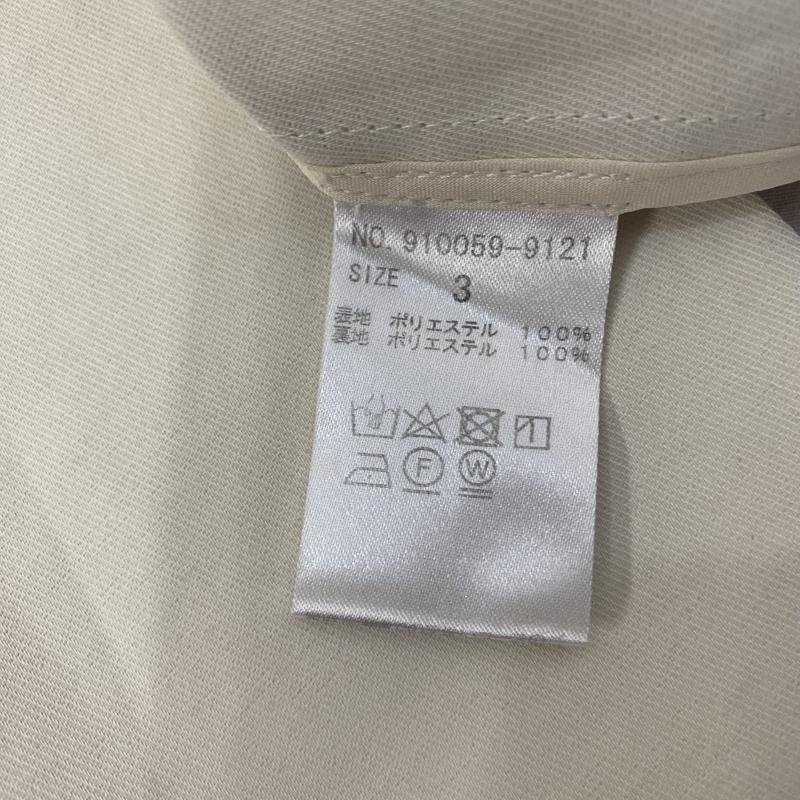 NO. 910059-9121
SIZE 3
表地 ポリエステル 100%
裏地 ポリエステル 100%
F W